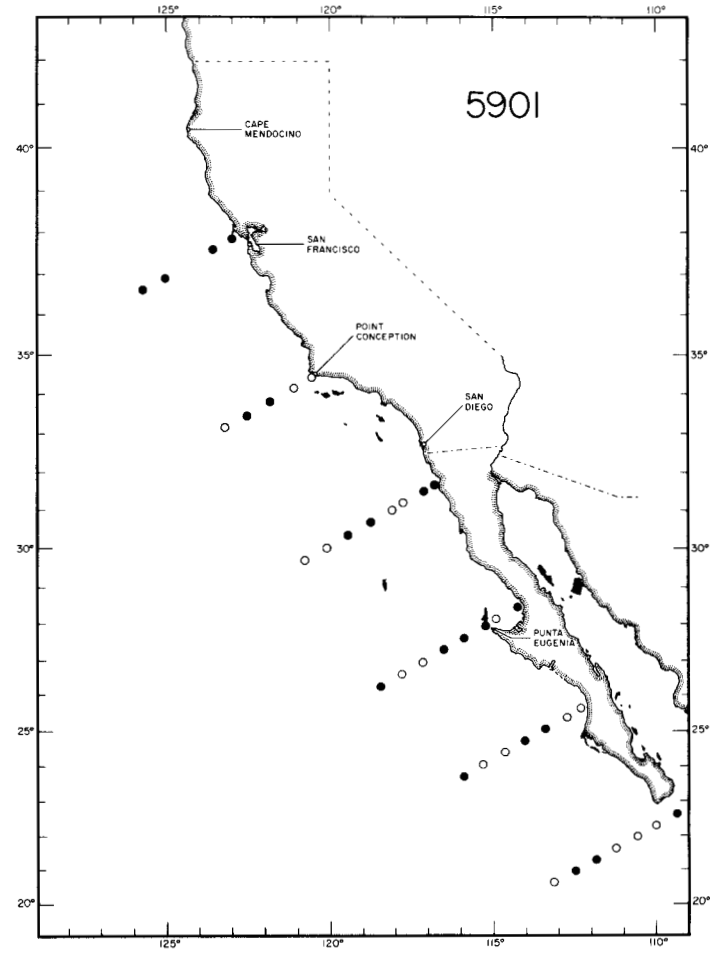 125°
120°
115°
110°
5901
CAPE
MENDOCINO
40°
40°
SAN
FRANCISCO
POINT
CONCEPTION
35°
35°
SAN
DIEGO
30°
30°
PUNTA
EUGENIA
25°
25°
20°
20°
125°
120°
115°
110°